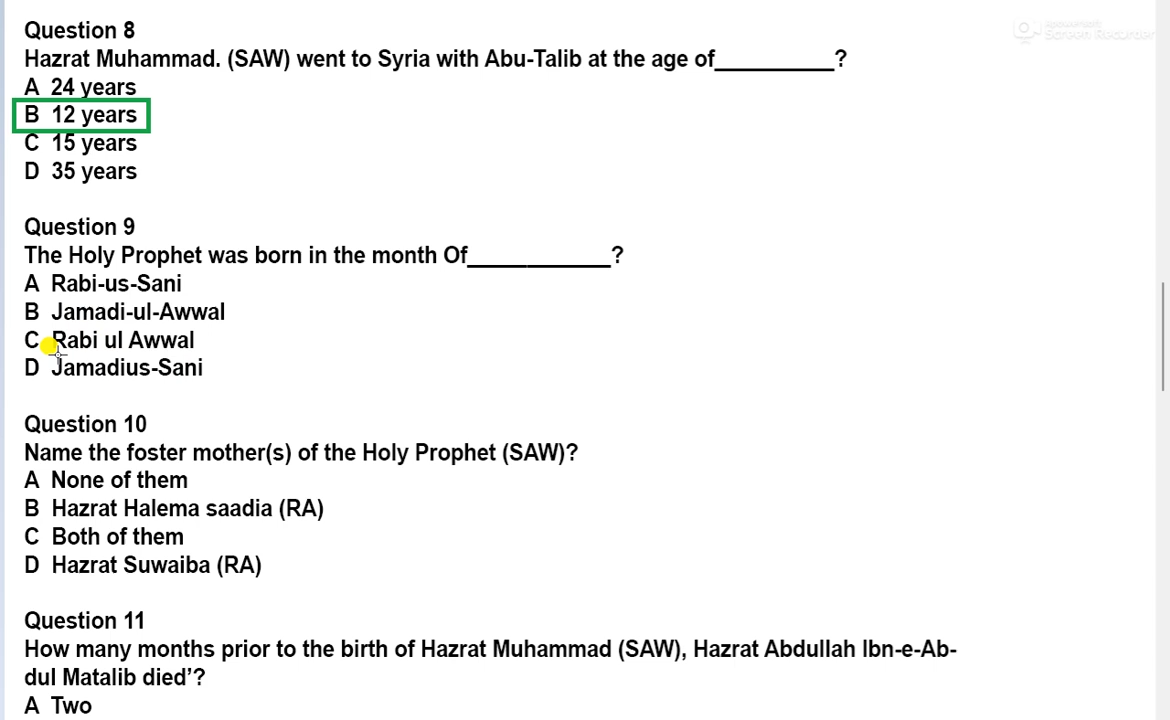 Apowersoft
Screen Recorder
Question 8
Hazrat Muhammad. (SAW) went to Syria with Abu-Talib at the age of__________?
A 24 years
B 12 years
C 15 years
D 35 years
Question 9
The Holy Prophet was born in the month Of____________?
A Rabi-us-Sani
B Jamadi-ul-Awwal
C Rabi ul Awwal
D Jamadius-Sani
Question 10
Name the foster mother(s) of the Holy Prophet (SAW)?
A None of them
B Hazrat Halema saadia (RA)
C Both of them
D Hazrat Suwaiba (RA)
Question 11
How many months prior to the birth of Hazrat Muhammad (SAW), Hazrat Abdullah Ibn-e-Ab-
dul Matalib died’?
A Two